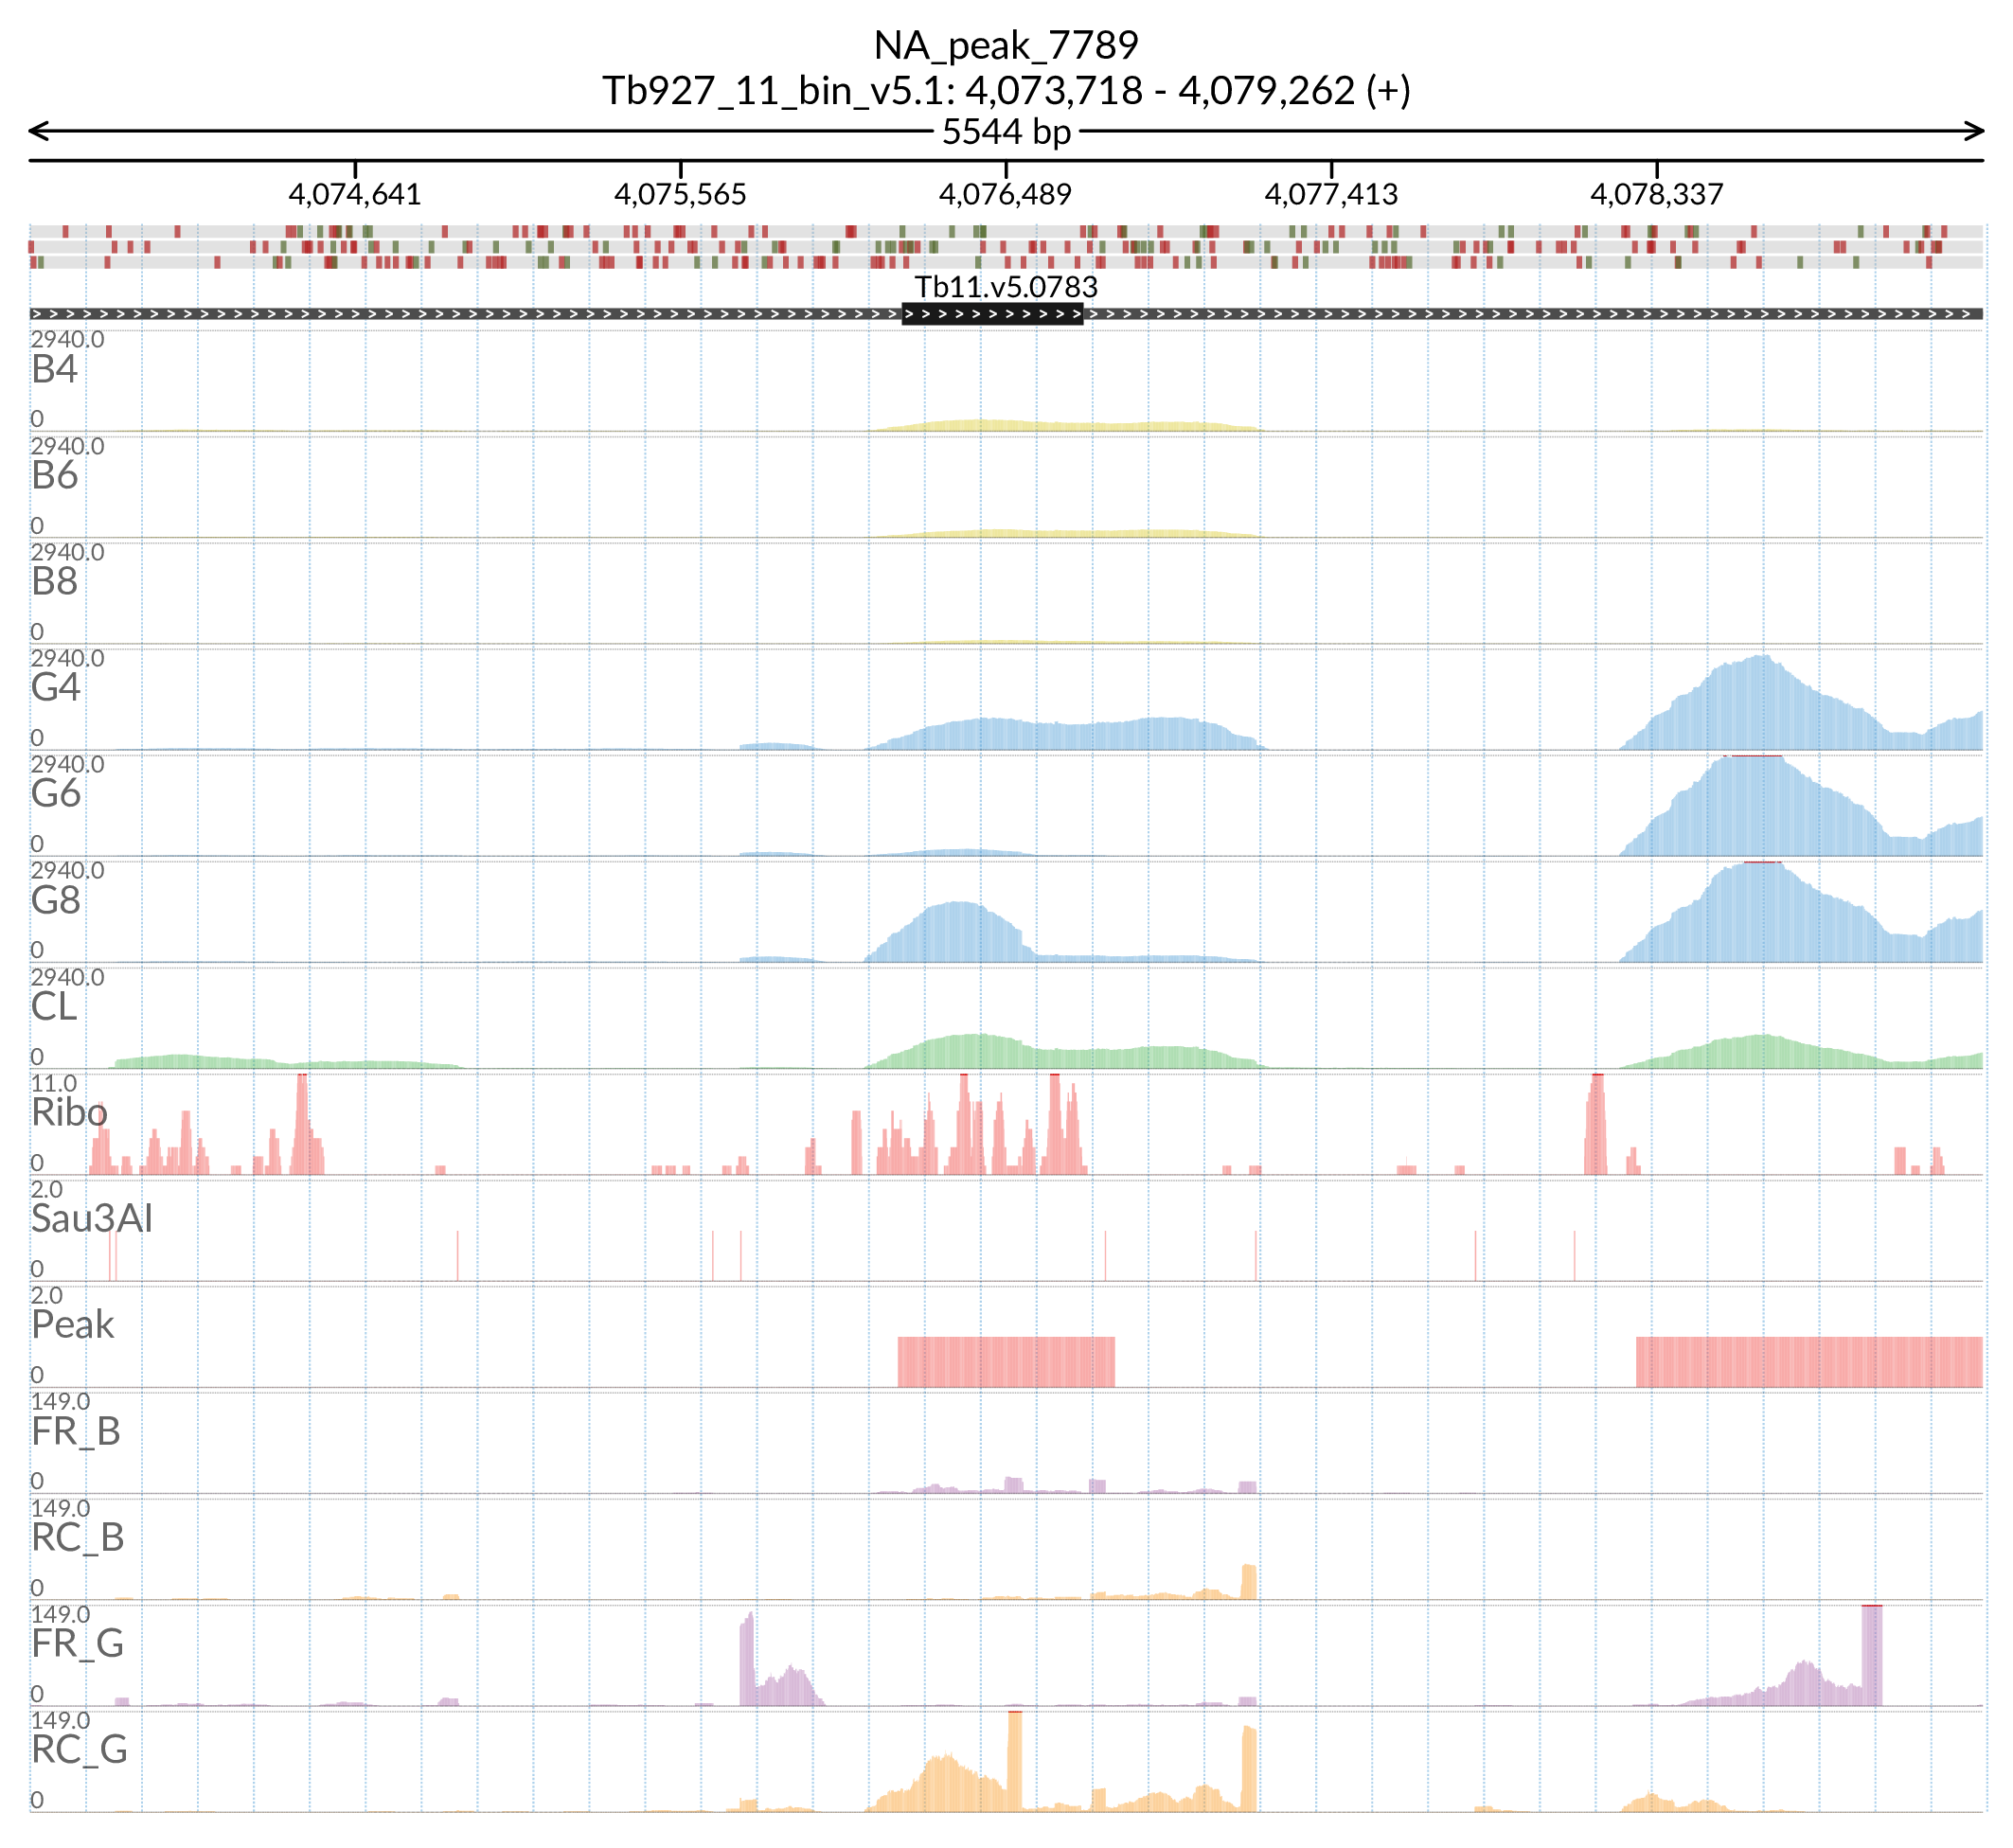 NA_peak_7789
Tb927_11_bin_v5.1: 4,073,718 - 4,079,262 (+)
5544 bp
4,074,641 4,075,565 4,076,489 4,077,413 4,078,337
Tb11.v5.0783
2940.0
B4
0
2940.0
B6
0
2940.0
B8
0
2940.0
G4
0
2940.0
G6
0
2940.0
G8
0
2940.0
CL
0
11.0
Ribo
0
2.0
Sau3AI
0
2.0
Peak
0
149.0
FR_B
0
149.0
RC_B
0
149.0
FR_G
0
149.0
RC_G
0